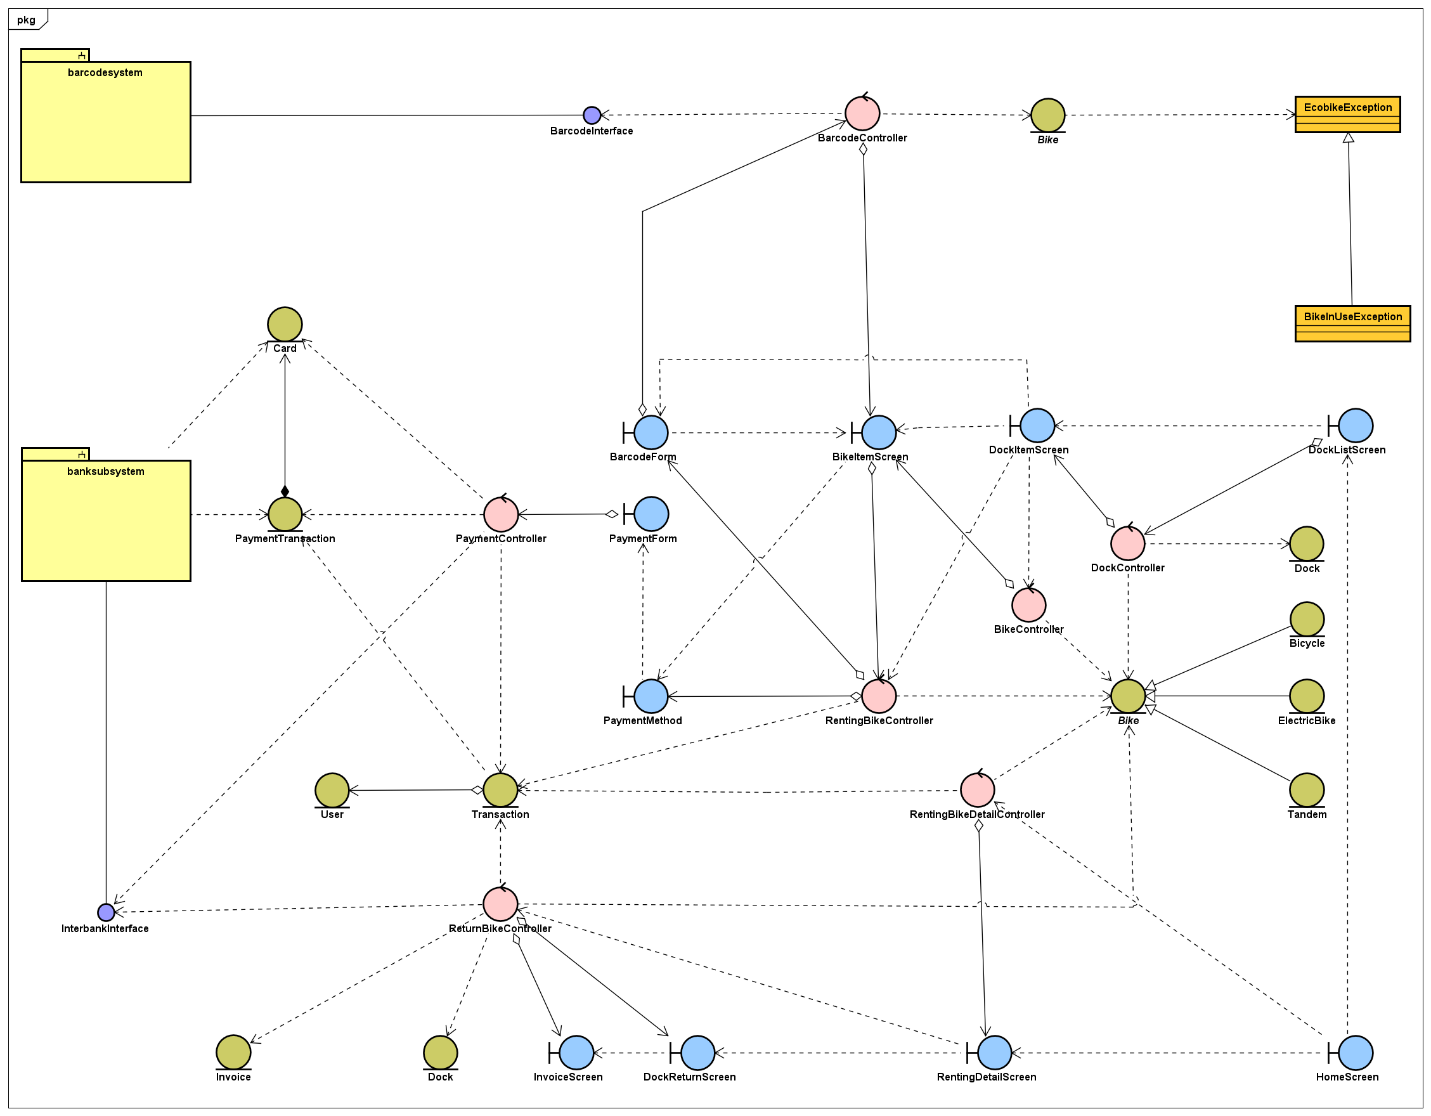 pkg
barcodesystem
BarcodeInterface
BarcodeController
Bike
EcobikeException
BikeInUseException
Card
BarcodeForm
BikeItemScreen
DockItemScreen
DockListScreen
banksubsystem
PaymentTransaction
PaymentController
PaymentForm
DockController
Dock
BikeController
Bicycle
PaymentMethod
RentingBikeController
Bike
ElectricBike
User
Transaction
RentingBikeDetailController
Tandem
InterbankInterface
ReturnBikeController
Invoice
Dock
InvoiceScreen
DockReturnScreen
RentingDetailScreen
HomeScreen